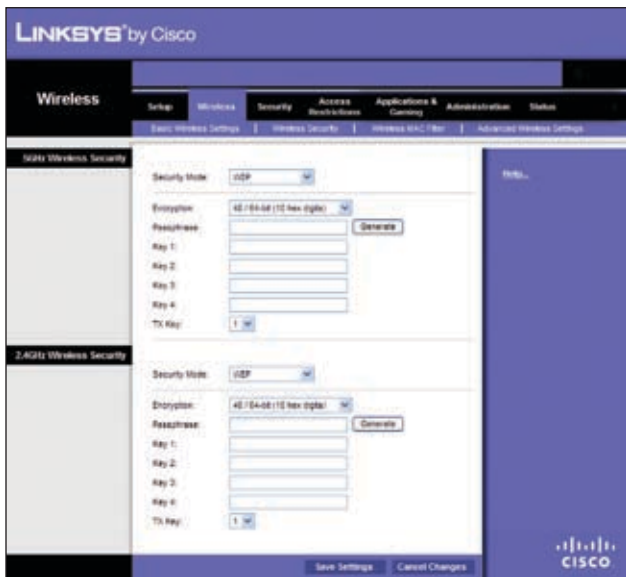 LINKSYS® by Cisco
Wireless
Setup Wireless Security Access Restrictions Applications & Gaming Administration Status
Basic Wireless Settings | Wireless Security | Wireless MAC Filter | Advanced Wireless Settings
5GHz Wireless Security
Help...
Security Mode: WEP
Encryption: 40 / 64-bit (10 hex digits)
Passphrase: Generate
Key 1:
Key 2:
Key 3:
Key 4:
TX Key: 1
2.4GHz Wireless Security
Security Mode: WEP
Encryption: 40 / 64-bit (10 hex digits)
Passphrase: Generate
Key 1:
Key 2:
Key 3:
Key 4:
TX Key: 1
Save Settings Cancel Changes
CISCO